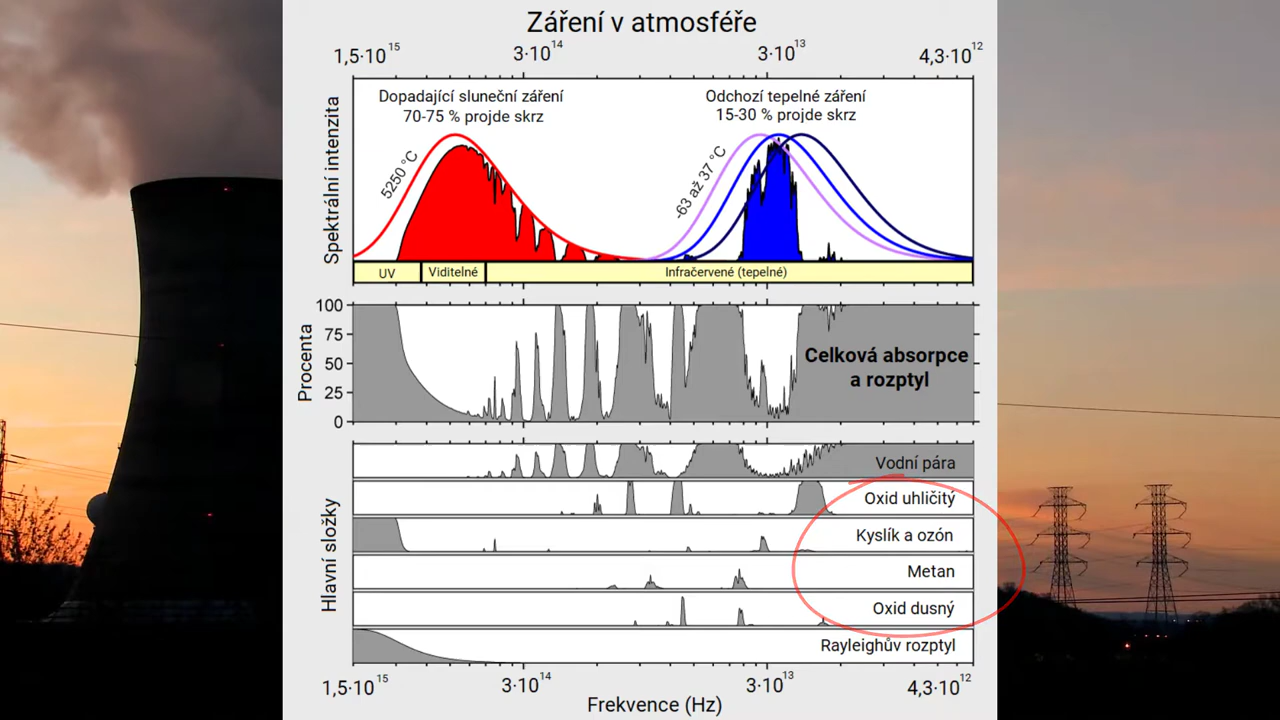 Záření v atmosféře
1,5·10¹⁵ 3·10¹⁴ 3·10¹³ 4,3·10¹²
Dopadající sluneční záření
70-75 % projde skrz
Odchozí tepelné záření
15-30 % projde skrz
Spektrální intenzita
5250 °C
-63 až 37 °C
UV Viditelné Infračervené (tepelné)
Procenta
100
75
50
25
0
Celková absorpce
a rozptyl
Hlavní složky
Vodní pára
Oxid uhličitý
Kyslík a ozón
Metan
Oxid dusný
Rayleighův rozptyl
1,5·10¹⁵ 3·10¹⁴ 3·10¹³ 4,3·10¹²
Frekvence (Hz)